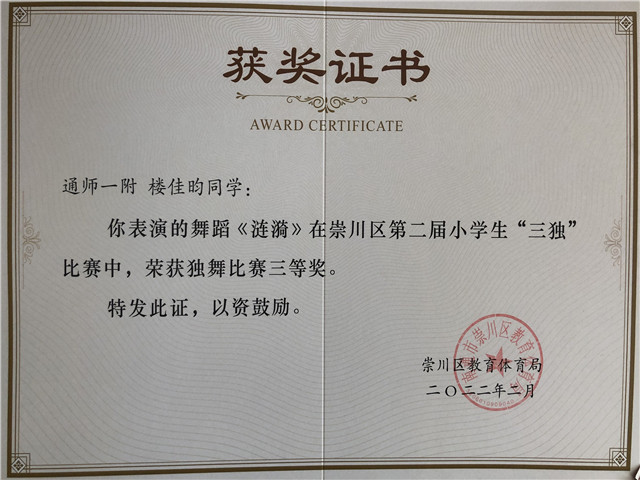 获奖证书
AWARD CERTIFICATE
通师一附 楼佳昀同学：
你表演的舞蹈《涟漪》在崇川区第二届小学生“三独”
比赛中，荣获独舞比赛三等奖。
特发此证，以资鼓励。
崇川区教育体育局
二〇二二年二月